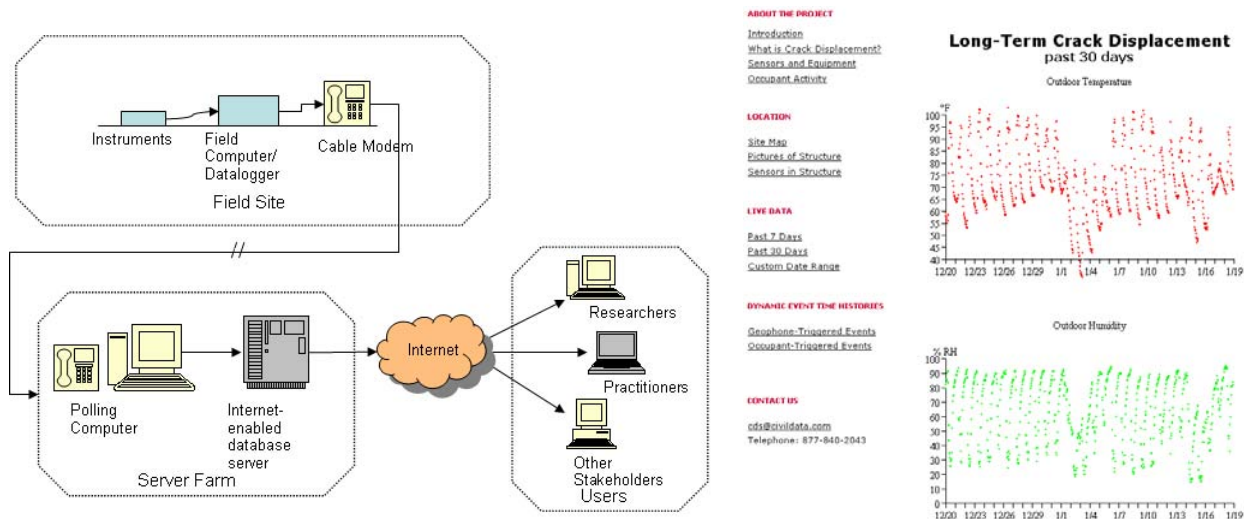 Instruments
Field
Computer/
Datalogger
Cable Modem
Field Site
//
Polling
Computer
Internet-
enabled
database
server
Server Farm
Internet
Researchers
Practitioners
Other
Stakeholders
Users
ABOUT THE PROJECT
Introduction
What is Crack Displacement?
Sensors and Equipment
Occupant Activity
LOCATION
Site Map
Pictures of Structure
Sensors in Structure
LIVE DATA
Past 7 Days
Past 30 Days
Custom Date Range
DYNAMIC EVENT TIME HISTORIES
Geophone-Triggered Events
Occupant-Triggered Events
CONTACT US
cds@civildata.com
Telephone: 877-840-2043
Long-Term Crack Displacement
past 30 days
Outdoor Temperature
°F
100
95
90
85
80
75
70
65
60
55
50
45
40
12/20 12/23 12/26 12/29 1/1 1/4 1/7 1/10 1/13 1/16 1/19
Outdoor Humidity
% RH
100
90
80
70
60
50
40
30
20
10
0
12/20 12/23 12/26 12/29 1/1 1/4 1/7 1/10 1/13 1/16 1/19